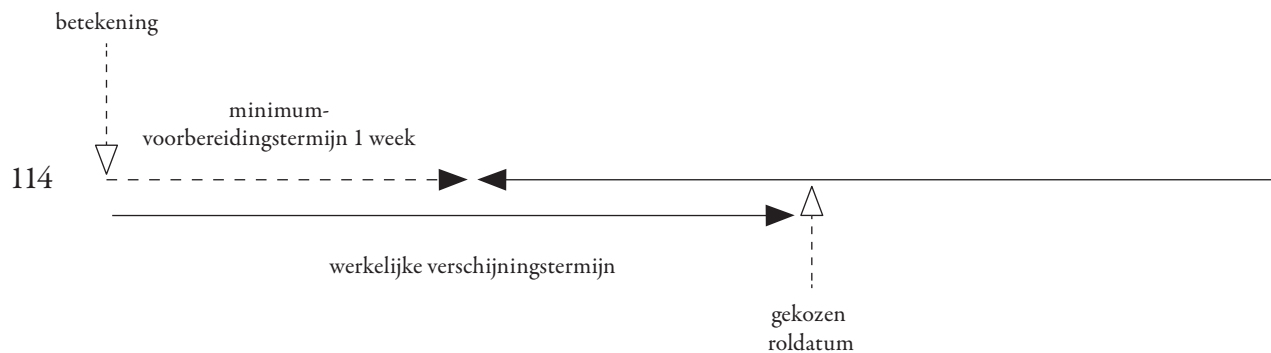 betekening
minimum-
voorbereidingstermijn 1 week
114
werkelijke verschijningstermijn
gekozen
roldatum